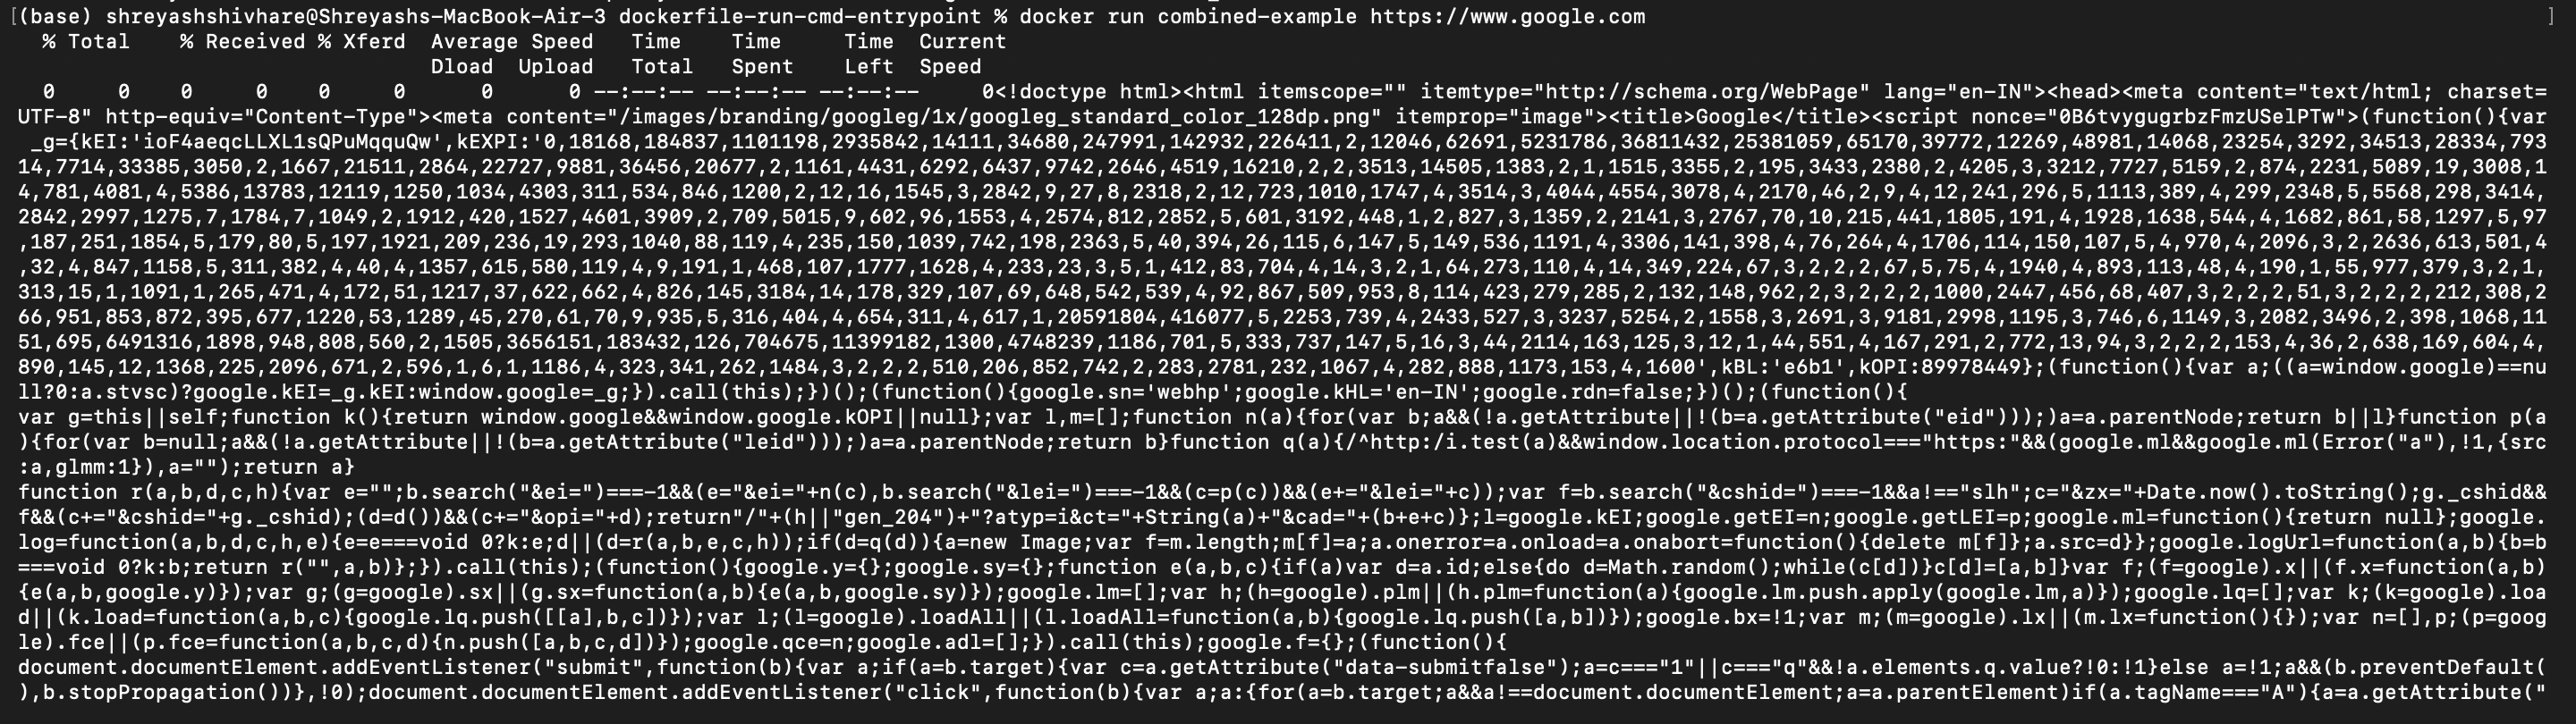 [(base) shreyashshivhare@Shreyashs-MacBook-Air-3 dockerfile-run-cmd-entrypoint % docker run combined-example https://www.google.com ]
  % Total    % Received % Xferd  Average Speed   Time    Time     Time  Current
                                 Dload  Upload   Total   Spent    Left  Speed
  0     0    0     0    0     0      0      0 --:--:-- --:--:-- --:--:--     0<!doctype html><html itemscope="" itemtype="http://schema.org/WebPage" lang="en-IN"><head><meta content="text/html; charset=
UTF-8" http-equiv="Content-Type"><meta content="/images/branding/googleg/1x/googleg_standard_color_128dp.png" itemprop="image"><title>Google</title><script nonce="0B6tvygugrbzFmzUSelPTw">(function(){var
 _g={kEI:'ioF4aeqcLLXL1sQPuMqquQw',kEXPI:'0,18168,184837,1101198,2935842,14111,34680,247991,142932,226411,2,12046,62691,5231786,36811432,25381059,65170,39772,12269,48981,14068,23254,3292,34513,28334,793
14,7714,33385,3050,2,1667,21511,2864,22727,9881,36456,20677,2,1161,4431,6292,6437,9742,2646,4519,16210,2,2,3513,14505,1383,2,1,1515,3355,2,195,3433,2380,2,4205,3,3212,7727,5159,2,874,2231,5089,19,3008,1
4,781,4081,4,5386,13783,12119,1250,1034,4303,311,534,846,1200,2,12,16,1545,3,2842,9,27,8,2318,2,12,723,1010,1747,4,3514,3,4044,4554,3078,4,2170,46,2,9,4,12,241,296,5,1113,389,4,299,2348,5,5568,298,3414,
2842,2997,1275,7,1784,7,1049,2,1912,420,1527,4601,3909,2,709,5015,9,602,96,1553,4,2574,812,2852,5,601,3192,448,1,2,827,3,1359,2,2141,3,2767,70,10,215,441,1805,191,4,1928,1638,544,4,1682,861,58,1297,5,97
,187,251,1854,5,179,80,5,197,1921,209,236,19,293,1040,88,119,4,235,150,1039,742,198,2363,5,40,394,26,115,6,147,5,149,536,1191,4,3306,141,398,4,76,264,4,1706,114,150,107,5,4,970,4,2096,3,2,2636,613,501,4
,32,4,847,1158,5,311,382,4,40,4,1357,615,580,119,4,9,191,1,468,107,1777,1628,4,233,23,3,5,1,412,83,704,4,14,3,2,1,64,273,110,4,14,349,224,67,3,2,2,2,67,5,75,4,1940,4,893,113,48,4,190,1,55,977,379,3,2,1,
313,15,1,1091,1,265,471,4,172,51,1217,37,622,662,4,826,145,3184,14,178,329,107,69,648,542,539,4,92,867,509,953,8,114,423,279,285,2,132,148,962,2,3,2,2,2,1000,2447,456,68,407,3,2,2,2,51,3,2,2,2,212,308,2
66,951,853,872,395,677,1220,53,1289,45,270,61,70,9,935,5,316,404,4,654,311,4,617,1,20591804,416077,5,2253,739,4,2433,527,3,3237,5254,2,1558,3,2691,3,9181,2998,1195,3,746,6,1149,3,2082,3496,2,398,1068,11
51,695,6491316,1898,948,808,560,2,1505,3656151,183432,126,704675,11399182,1300,4748239,1186,701,5,333,737,147,5,16,3,44,2114,163,125,3,12,1,44,551,4,167,291,2,772,13,94,3,2,2,2,153,4,36,2,638,169,604,4,
890,145,12,1368,225,2096,671,2,596,1,6,1,1186,4,323,341,262,1484,3,2,2,2,510,206,852,742,2,283,2781,232,1067,4,282,888,1173,153,4,1600',kBL:'e6b1',kOPI:89978449};(function(){var a;((a=window.google)==nu
ll?0:a.stvsc)?google.kEI=_g.kEI:window.google=_g;}).call(this);})();(function(){google.sn='webhp';google.kHL='en-IN';google.rdn=false;})();(function(){
var g=this||self;function k(){return window.google&&window.google.kOPI||null};var l,m=[];function n(a){for(var b;a&&(!a.getAttribute||!(b=a.getAttribute("eid")));)a=a.parentNode;return b||l}function p(a
){for(var b=null;a&&(!a.getAttribute||!(b=a.getAttribute("leid")));)a=a.parentNode;return b}function q(a){/^http:/i.test(a)&&window.location.protocol==="https:"&&(google.ml&&google.ml(Error("a"),!1,{src
:a,glmm:1}),a="");return a}
function r(a,b,d,c,h){var e="";b.search("&ei=")===-1&&(e="&ei="+n(c),b.search("&lei=")===-1&&(c=p(c))&&(e+="&lei="+c));var f=b.search("&cshid=")===-1&&a!=="slh";c="&zx="+Date.now().toString();g._cshid&&
f&&(c+="&cshid="+g._cshid);(d=d())&&(c+="&opi="+d);return"/"+(h||"gen_204")+"?atyp=i&ct="+String(a)+"&cad="+(b+e+c)};l=google.kEI;google.getEI=n;google.getLEI=p;google.ml=function(){return null};google.
log=function(a,b,d,c,h,e){e=e===void 0?k:e;d||(d=r(a,b,e,c,h));if(d=q(d)){a=new Image;var f=m.length;m[f]=a;a.onerror=a.onload=a.onabort=function(){delete m[f]};a.src=d}};google.logUrl=function(a,b){b=b
===void 0?k:b;return r("",a,b)};}).call(this);(function(){google.y={};google.sy={};function e(a,b,c){if(a)var d=a.id;else{do d=Math.random();while(c[d])}c[d]=[a,b]}var f;(f=google).x||(f.x=function(a,b)
{e(a,b,google.y)});var g;(g=google).sx||(g.sx=function(a,b){e(a,b,google.sy)});google.lm=[];var h;(h=google).plm||(h.plm=function(a){google.lm.push.apply(google.lm,a)});google.lq=[];var k;(k=google).loa
d||(k.load=function(a,b,c){google.lq.push([[a],b,c])});var l;(l=google).loadAll||(l.loadAll=function(a,b){google.lq.push([a,b])});google.bx=!1;var m;(m=google).lx||(m.lx=function(){});var n=[],p;(p=goog
le).fce||(p.fce=function(a,b,c,d){n.push([a,b,c,d])});google.qce=n;google.adl=[];}).call(this);google.f={};(function(){
document.documentElement.addEventListener("submit",function(b){var a;if(a=b.target){var c=a.getAttribute("data-submitfalse");a=c==="1"||c==="q"&&!a.elements.q.value?!0:!1}else a=!1;a&&(b.preventDefault(
),b.stopPropagation())},!0);document.documentElement.addEventListener("click",function(b){var a;a:{for(a=b.target;a&&a!==document.documentElement;a=a.parentElement)if(a.tagName==="A"){a=a.getAttribute("